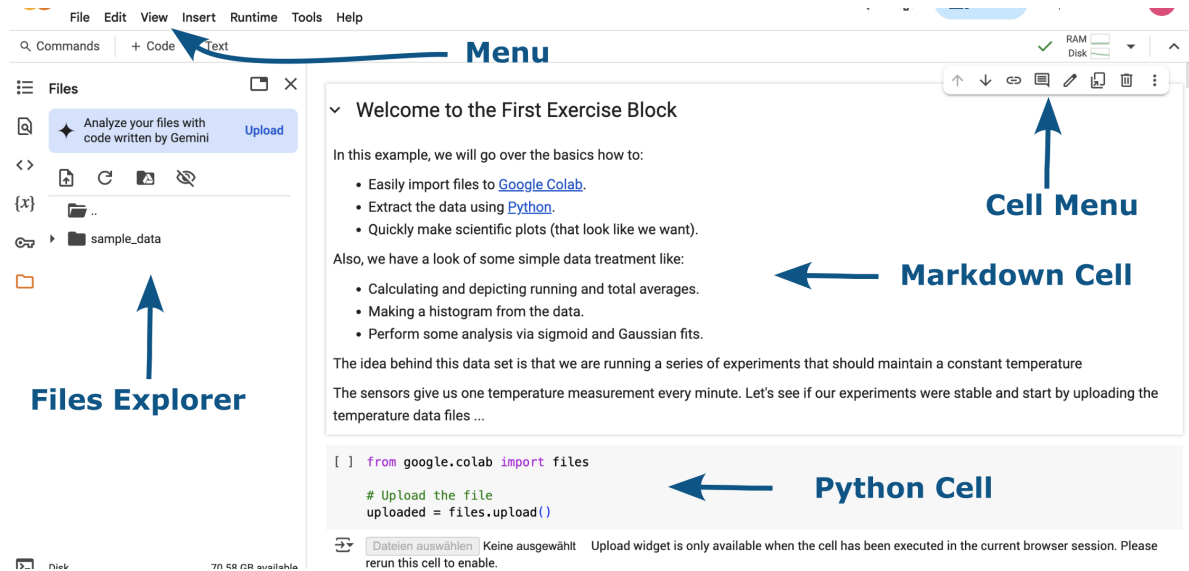 File Edit View Insert Runtime Tools Help
Commands + Code Text
Menu
RAM
Disk
Files
Analyze your files with
code written by Gemini
Upload
{x}
..
sample_data
Files Explorer
Welcome to the First Exercise Block
In this example, we will go over the basics how to:
• Easily import files to Google Colab.
• Extract the data using Python.
• Quickly make scientific plots (that look like we want).
Also, we have a look of some simple data treatment like:
• Calculating and depicting running and total averages.
• Making a histogram from the data.
• Perform some analysis via sigmoid and Gaussian fits.
The idea behind this data set is that we are running a series of experiments that should maintain a constant temperature
The sensors give us one temperature measurement every minute. Let's see if our experiments were stable and start by uploading the
temperature data files ...
Cell Menu
Markdown Cell
[ ] from google.colab import files
# Upload the file
uploaded = files.upload()
Python Cell
Dateien auswählen Keine ausgewählt Upload widget is only available when the cell has been executed in the current browser session. Please
rerun this cell to enable.
Disk 70.58 GB available